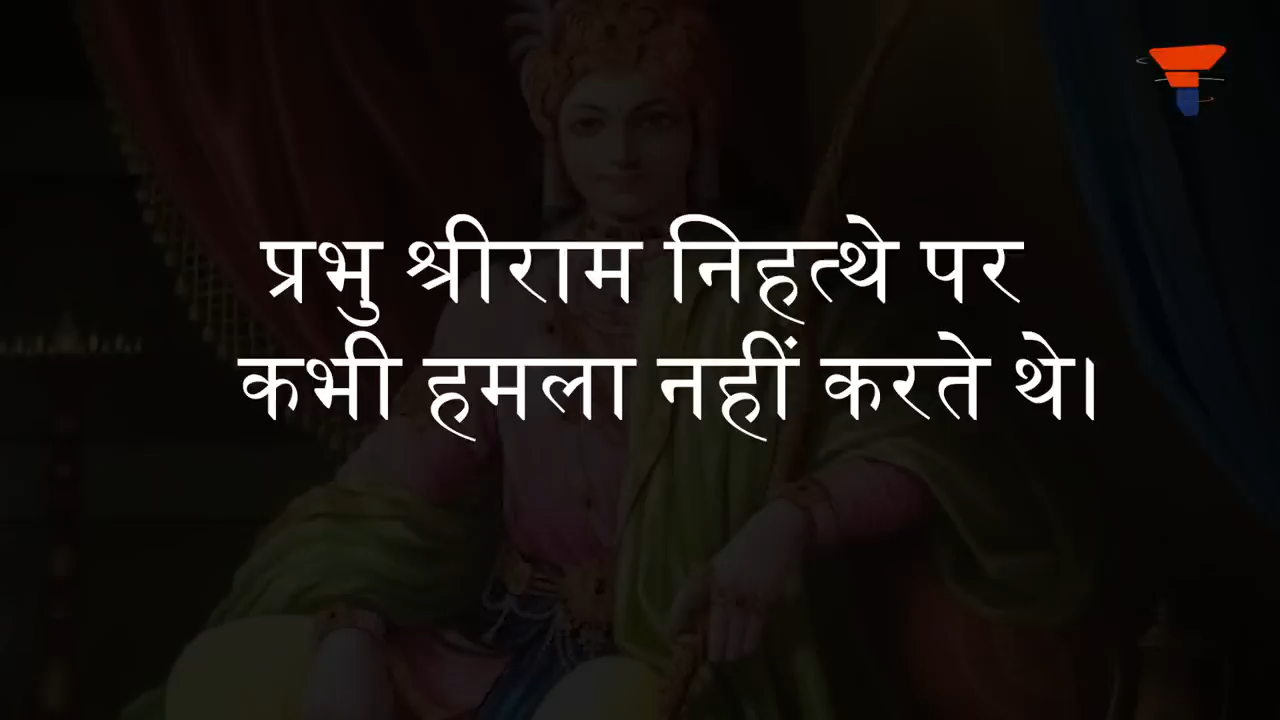 प्रभु श्रीराम निहत्थे पर
कभी हमला नहीं करते थे।